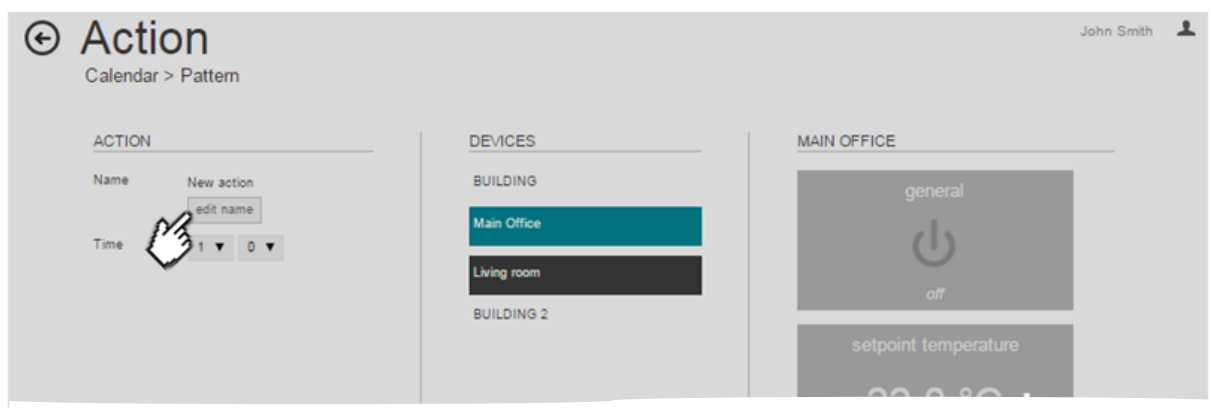 Action
John Smith
Calendar > Pattern
ACTION
Name
New action
edit name
Time
1 ▼ 0 ▼
DEVICES
BUILDING
Main Office
Living room
BUILDING 2
MAIN OFFICE
general
off
setpoint temperature